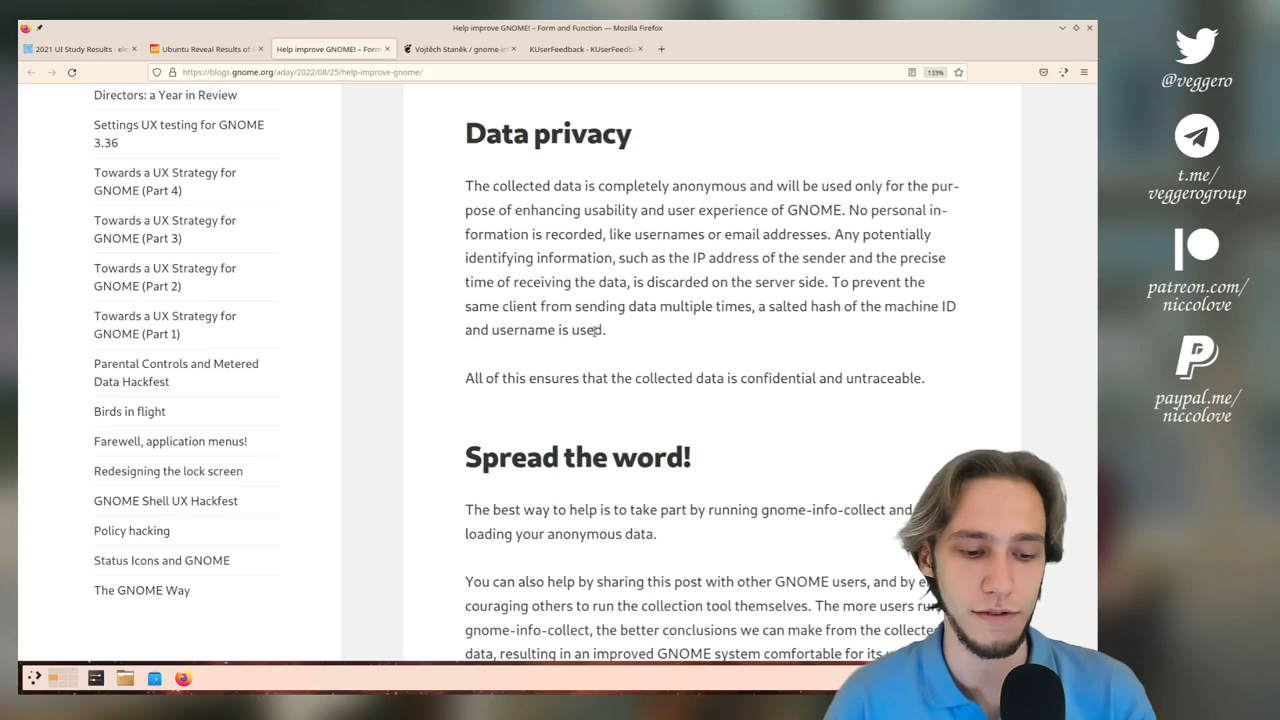 Help improve GNOME! – Form and Function — Mozilla Firefox
2021 UI Study Results - ele
Ubuntu Reveal Results of G
Help improve GNOME! – Form
Vojtěch Staněk / gnome-in
KUserFeedback - KUserFeedb
https://blogs.gnome.org/aday/2022/08/25/help-improve-gnome/
133%
Directors: a Year in Review
Settings UX testing for GNOME
3.36
Towards a UX Strategy for
GNOME (Part 4)
Towards a UX Strategy for
GNOME (Part 3)
Towards a UX Strategy for
GNOME (Part 2)
Towards a UX Strategy for
GNOME (Part 1)
Parental Controls and Metered
Data Hackfest
Birds in flight
Farewell, application menus!
Redesigning the lock screen
GNOME Shell UX Hackfest
Policy hacking
Status Icons and GNOME
The GNOME Way
Data privacy
The collected data is completely anonymous and will be used only for the pur-
pose of enhancing usability and user experience of GNOME. No personal in-
formation is recorded, like usernames or email addresses. Any potentially
identifying information, such as the IP address of the sender and the precise
time of receiving the data, is discarded on the server side. To prevent the
same client from sending data multiple times, a salted hash of the machine ID
and username is used.
All of this ensures that the collected data is confidential and untraceable.
Spread the word!
The best way to help is to take part by running gnome-info-collect and
loading your anonymous data.
You can also help by sharing this post with other GNOME users, and by e
couraging others to run the collection tool themselves. The more users run
gnome-info-collect, the better conclusions we can make from the collecte
data, resulting in an improved GNOME system comfortable for its
@veggero
t.me/
veggerogroup
patreon.com/
niccolove
paypal.me/
niccolove